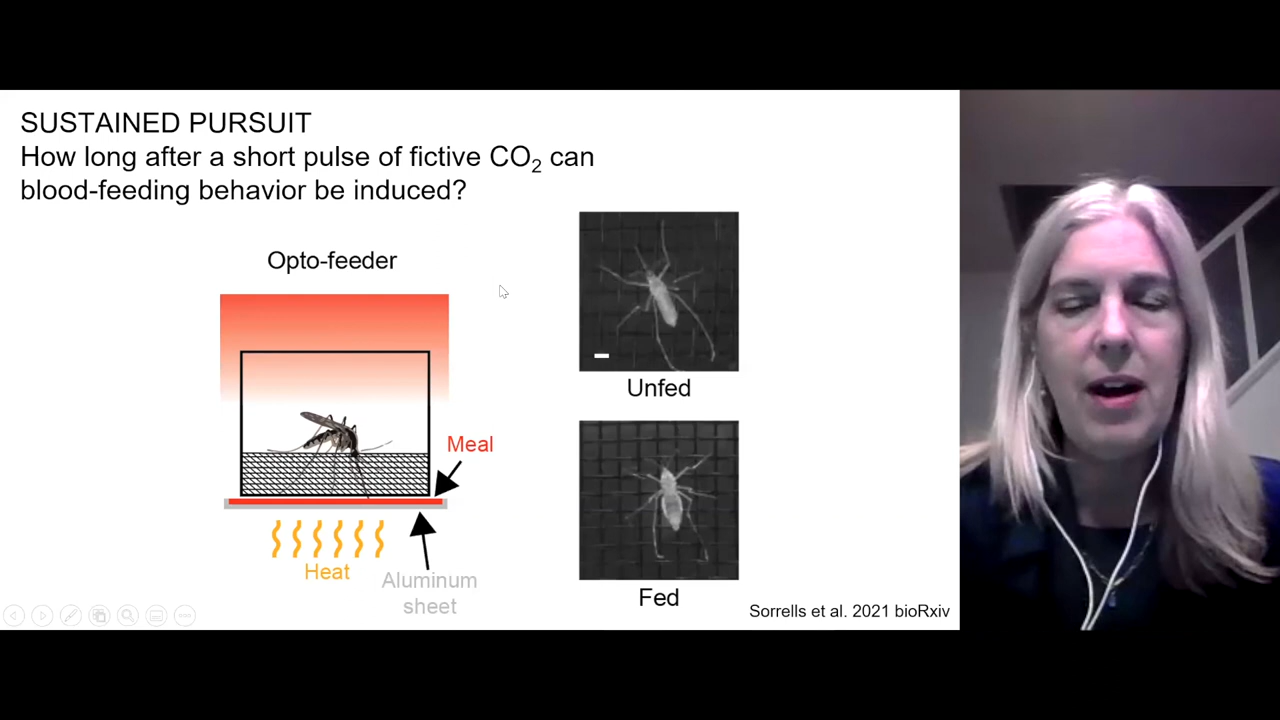 SUSTAINED PURSUIT
How long after a short pulse of fictive CO₂ can
blood-feeding behavior be induced?
Opto-feeder
Meal
Heat
Aluminum
sheet
Unfed
Fed
Sorrells et al. 2021 bioRxiv